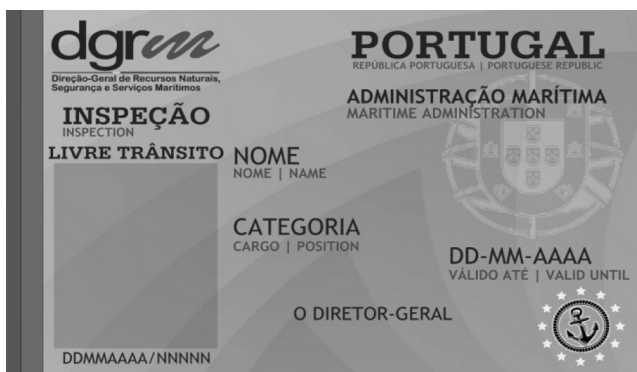 dgrm
Direção-Geral de Recursos Naturais,
Segurança e Serviços Marítimos
INSPEÇÃO
INSPECTION
LIVRE TRÂNSITO
PORTUGAL
REPÚBLICA PORTUGUESA | PORTUGUESE REPUBLIC
ADMINISTRAÇÃO MARÍTIMA
MARITIME ADMINISTRATION
NOME
NOME | NAME
CATEGORIA
CARGO | POSITION
DD-MM-AAAA
VÁLIDO ATÉ | VALID UNTIL
O DIRETOR-GERAL
DDMMAAAA/NNNNN